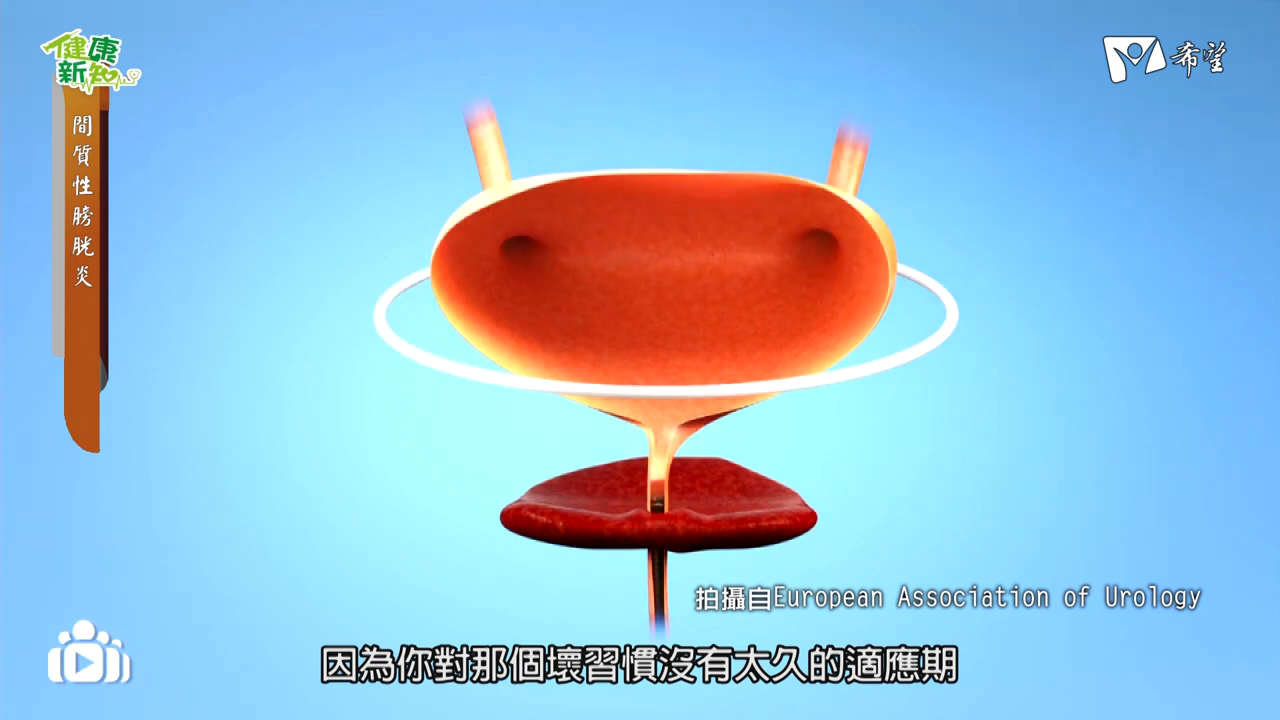 健康
新知
希望
間質性膀胱炎
拍攝自European Association of Urology
因為你對那個壞習慣沒有太久的適應期